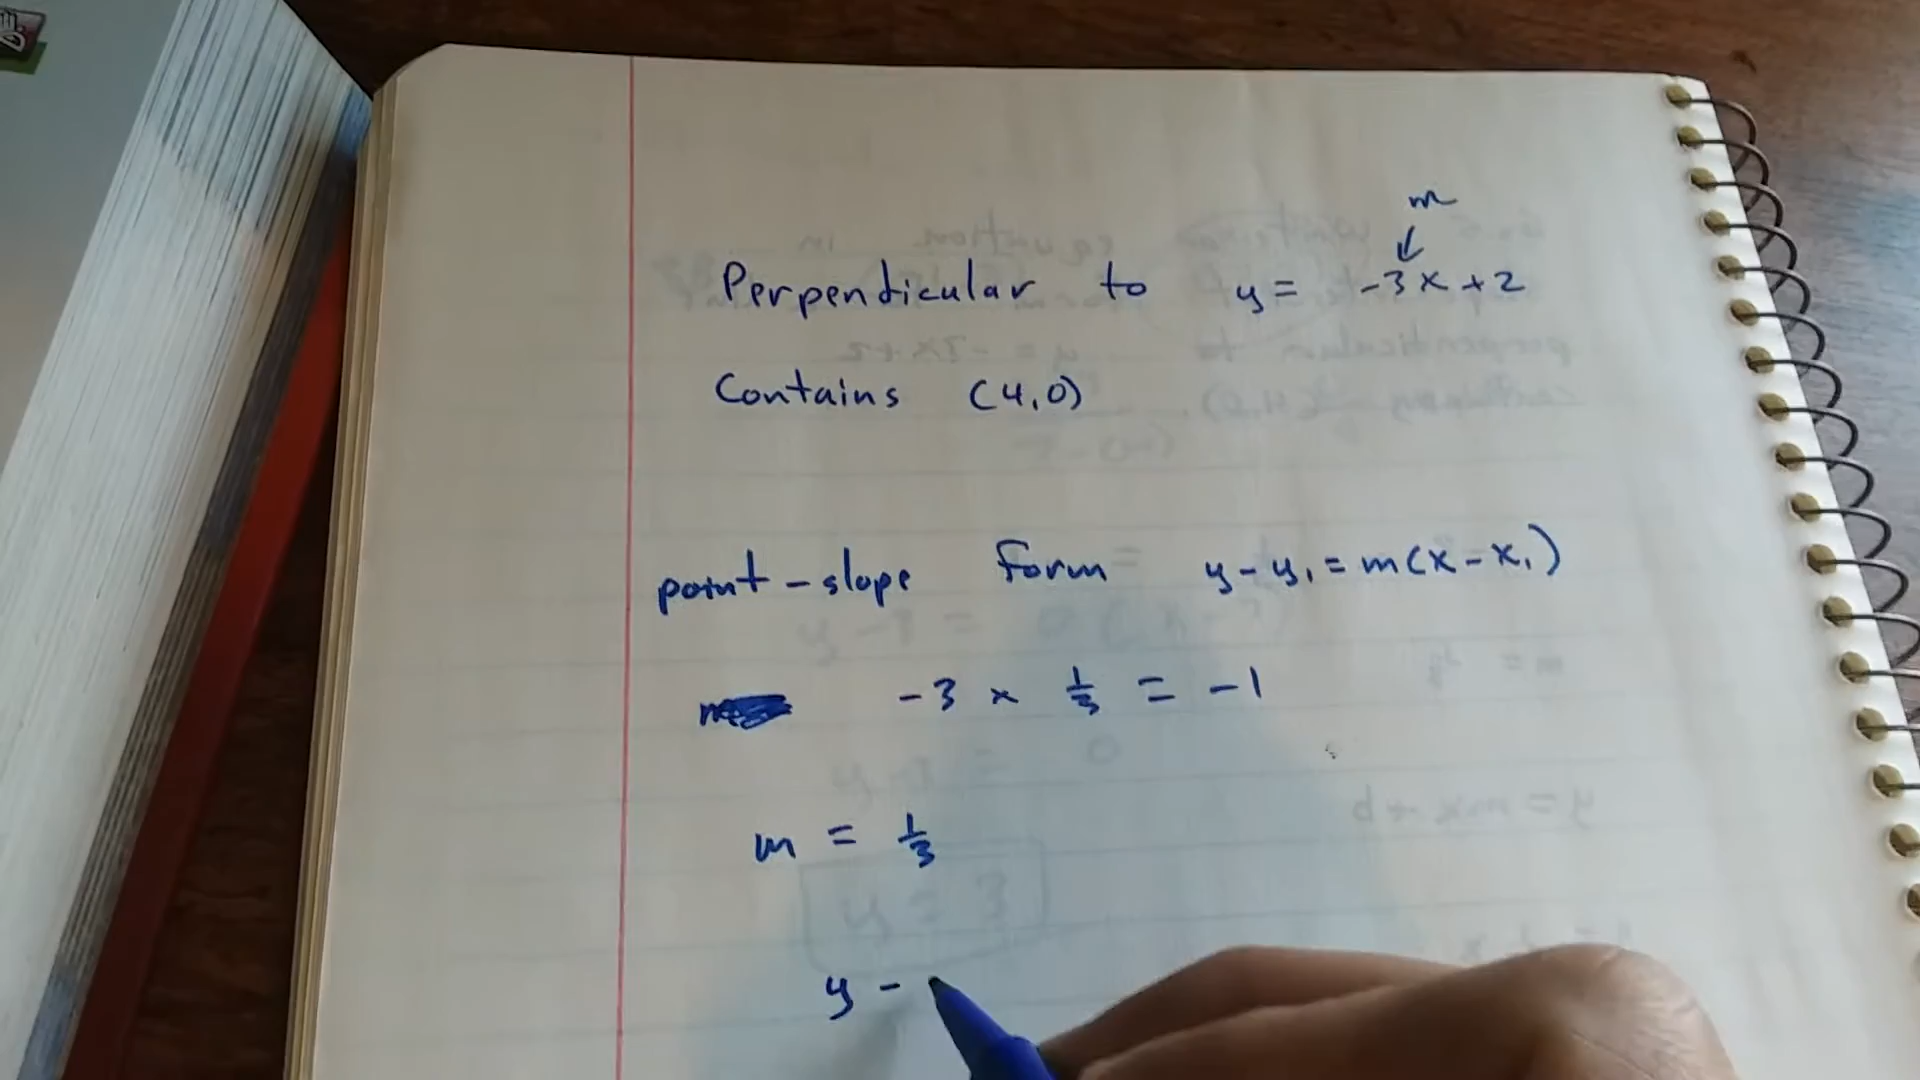 m
↓
Perpendicular to y = -3x+2
Contains (4,0)
point-slope form y-y₁=m(x-x₁)
-3 × 1/3 = -1
m = 1/3
y -